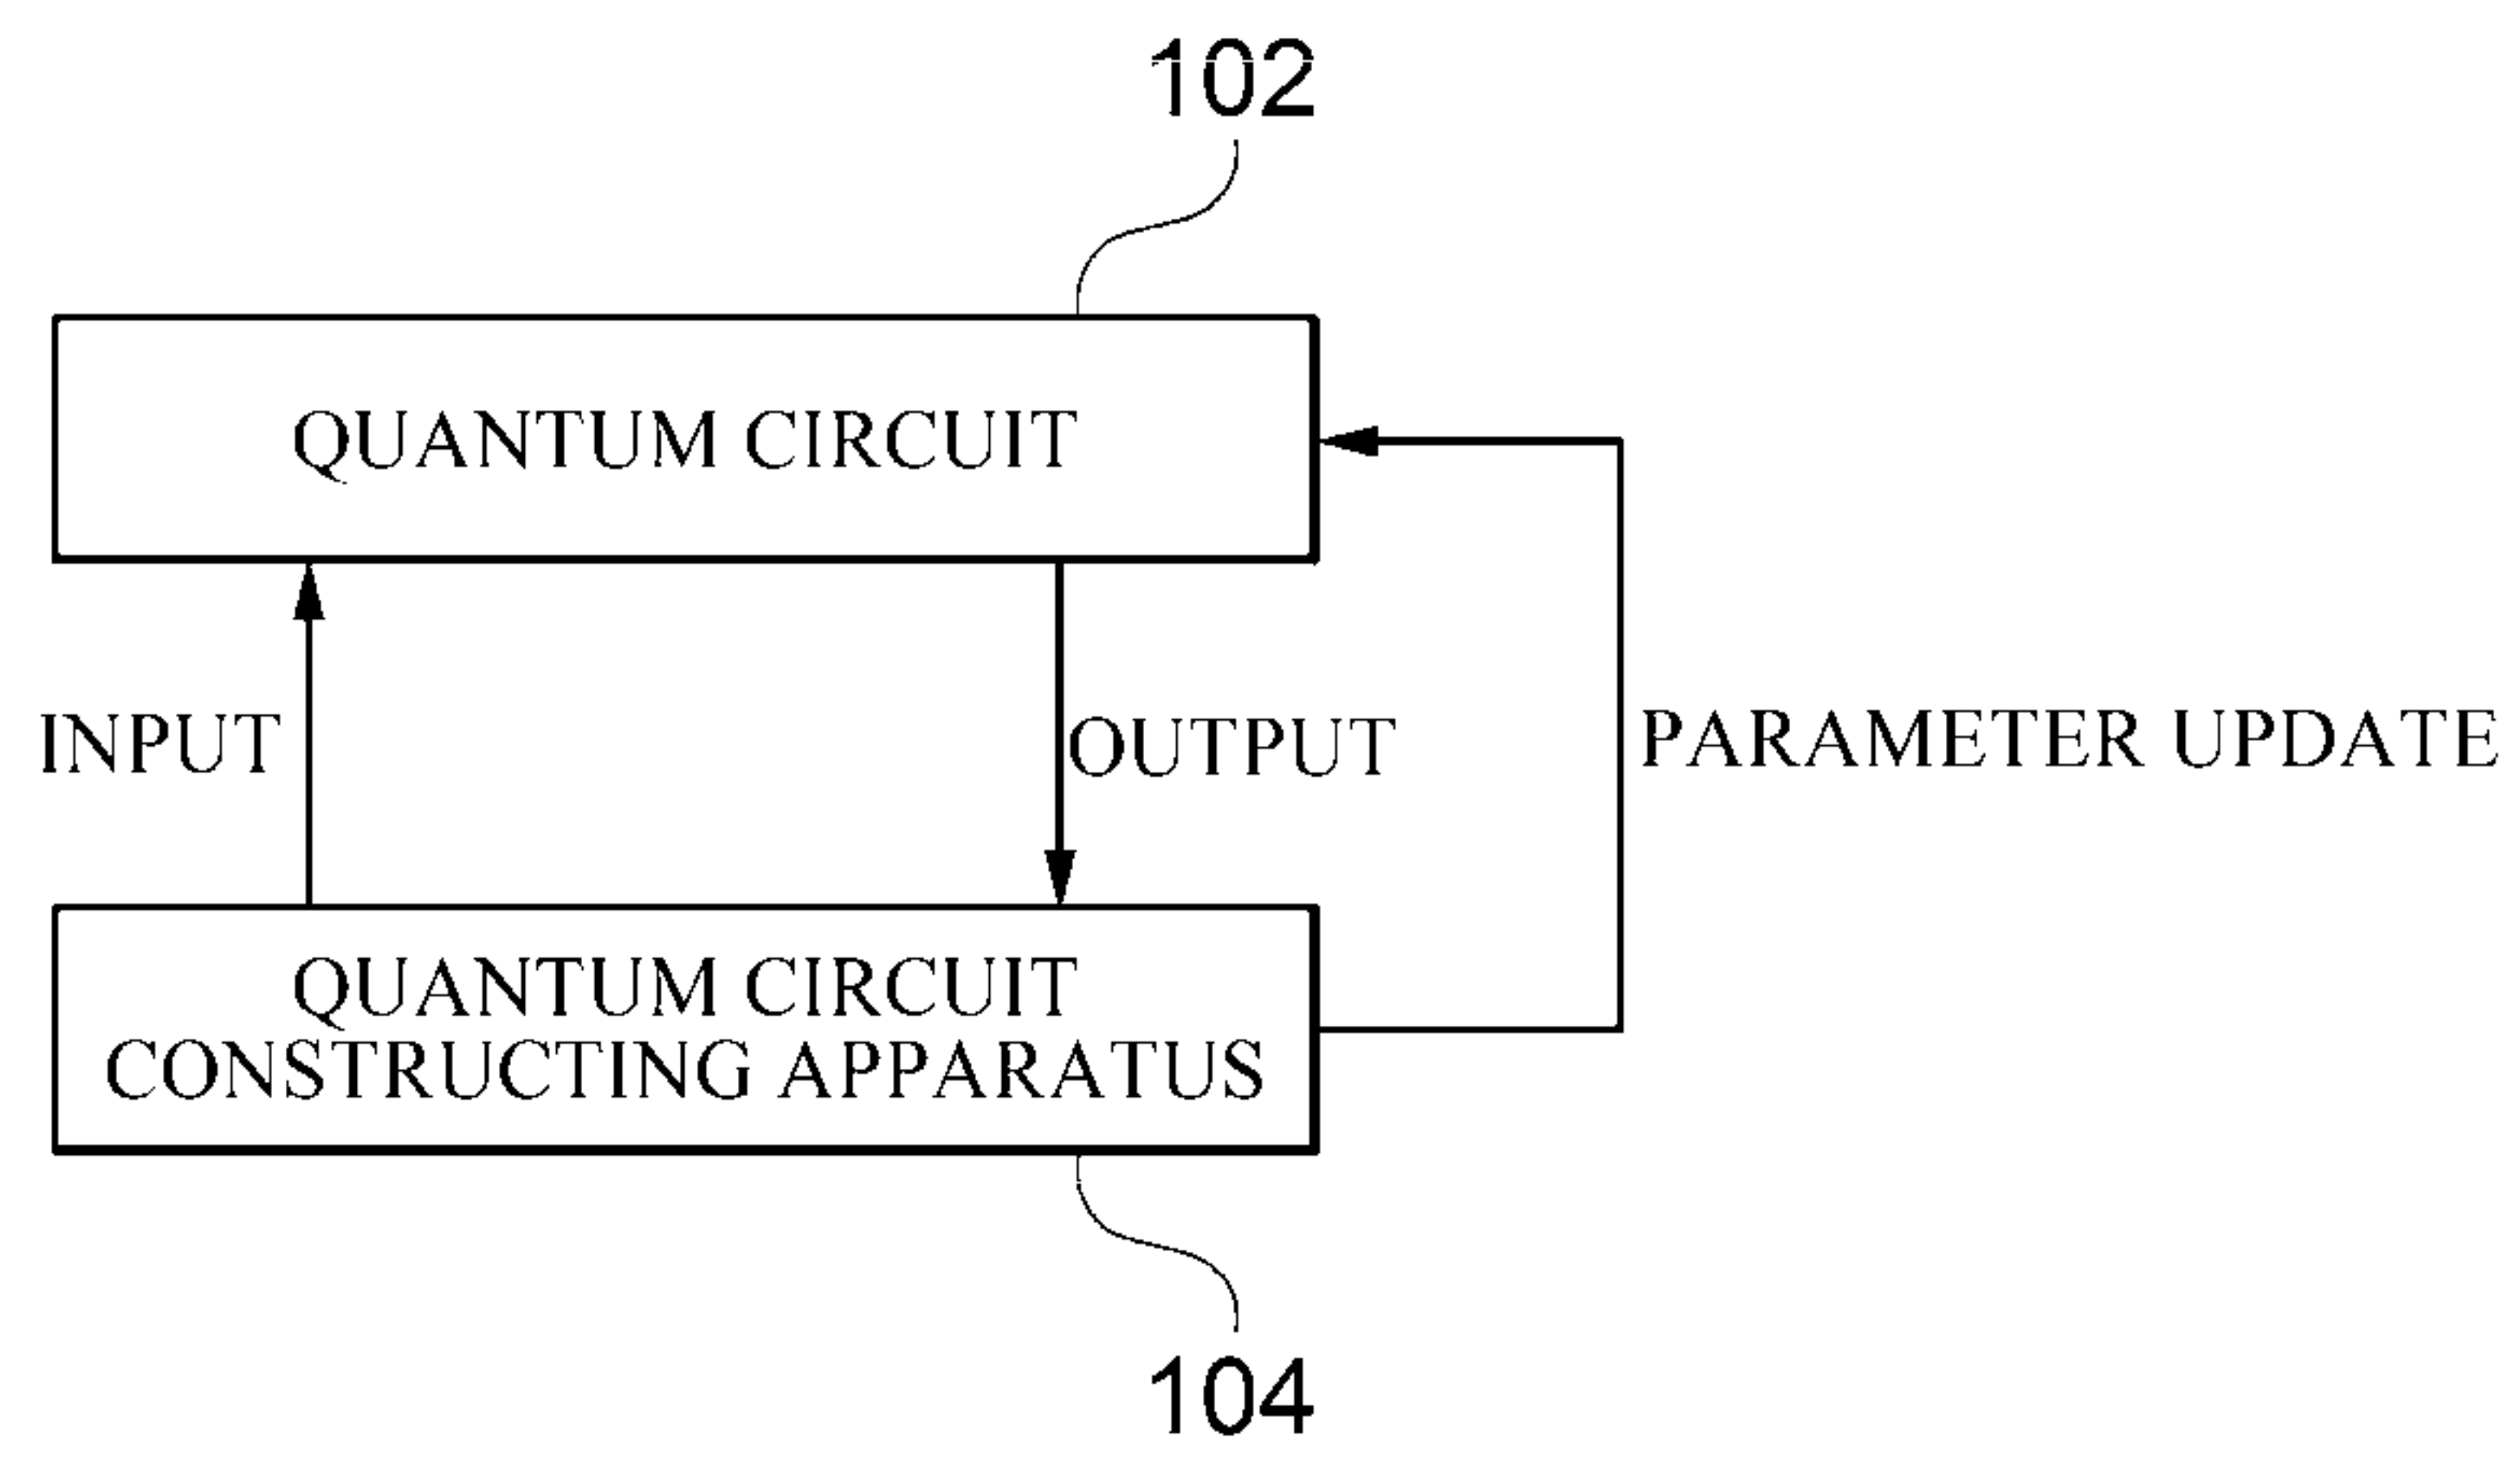 102
QUANTUM CIRCUIT
INPUT
OUTPUT
PARAMETER UPDATE
QUANTUM CIRCUIT
CONSTRUCTING APPARATUS
104